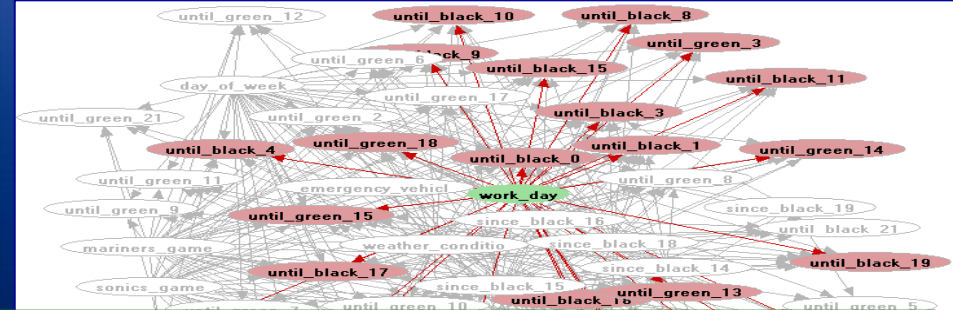 until_green_12
until_black_10
until_black_8
until_green_3
ck_9
until_green_6
until_black_15
until_black_11
day_of_week
until_green_17
until_black_3
until_green_21
until_green_2
until_green_18
until_black_4
until_black_0
until_black_1
until_green_14
until_green_11
emergency_vehicl
work_day
until_green_8
until_green_9
until_green_15
since_black_16
since_black_19
until_black_21
mariners_game
weather_conditio
since_black_18
until_black_17
since_black_14
until_black_19
sonics_game
since_black_15
until_green_13
until_green_10
until_green_5